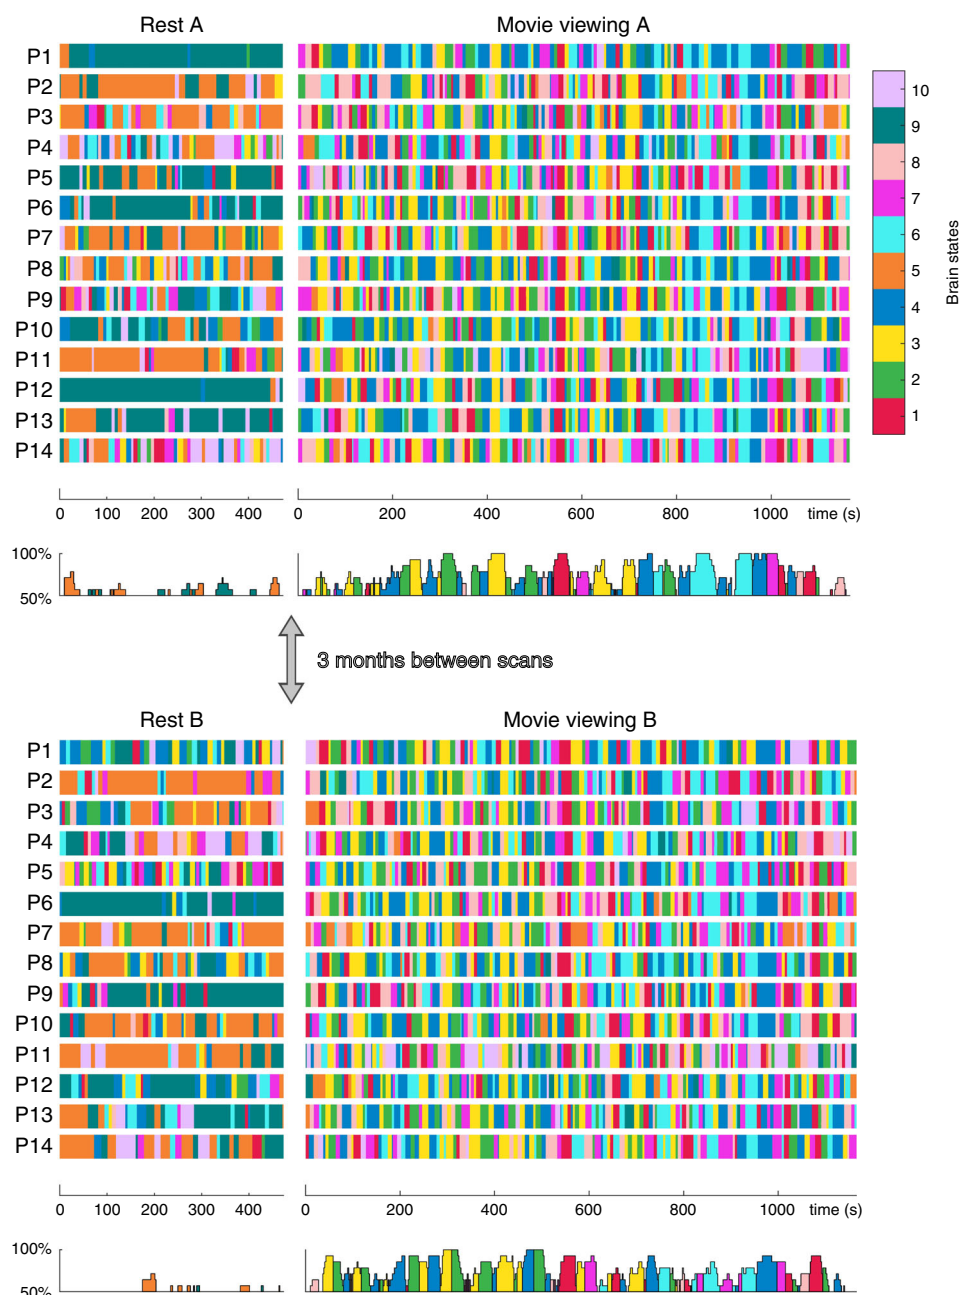 Rest A
Movie viewing A
P1
P2
P3
P4
P5
P6
P7
P8
P9
P10
P11
P12
P13
P14
10
9
8
7
6
5
4
3
2
1
Brain states
0 100 200 300 400
0 200 400 600 800 1000 time (s)
100%
50%
3 months between scans
Rest B
Movie viewing B
P1
P2
P3
P4
P5
P6
P7
P8
P9
P10
P11
P12
P13
P14
0 100 200 300 400
0 200 400 600 800 1000 time (s)
100%
50%